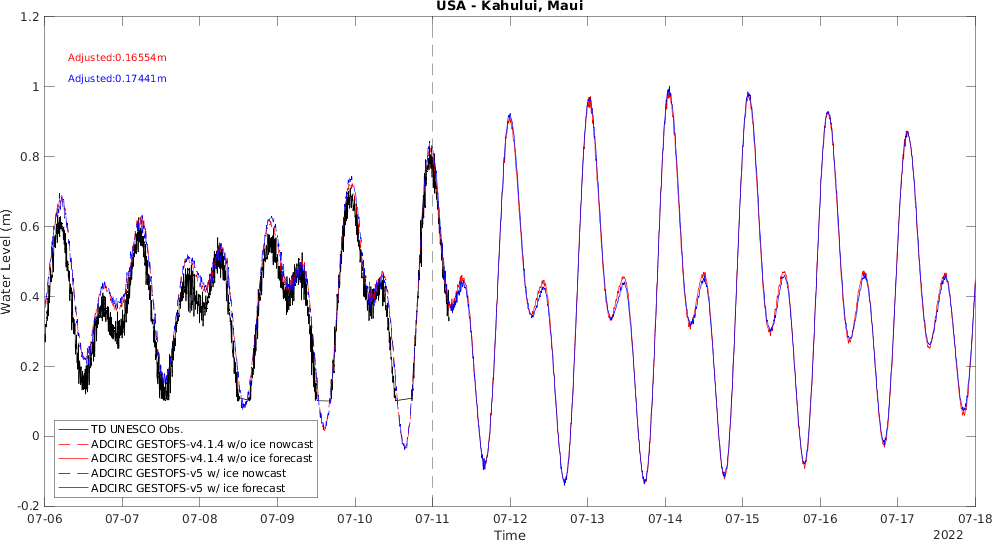 USA - Kahului, Maui
1.2
1
0.8
0.6
0.4
0.2
0
-0.2
Water Level (m)
Adjusted:0.16554m
Adjusted:0.17441m
TD UNESCO Obs.
ADCIRC GESTOFS-v4.1.4 w/o ice nowcast
ADCIRC GESTOFS-v4.1.4 w/o ice forecast
ADCIRC GESTOFS-v5 w/ ice nowcast
ADCIRC GESTOFS-v5 w/ ice forecast
07-06 07-07 07-08 07-09 07-10 07-11 07-12 07-13 07-14 07-15 07-16 07-17 07-18
Time
2022